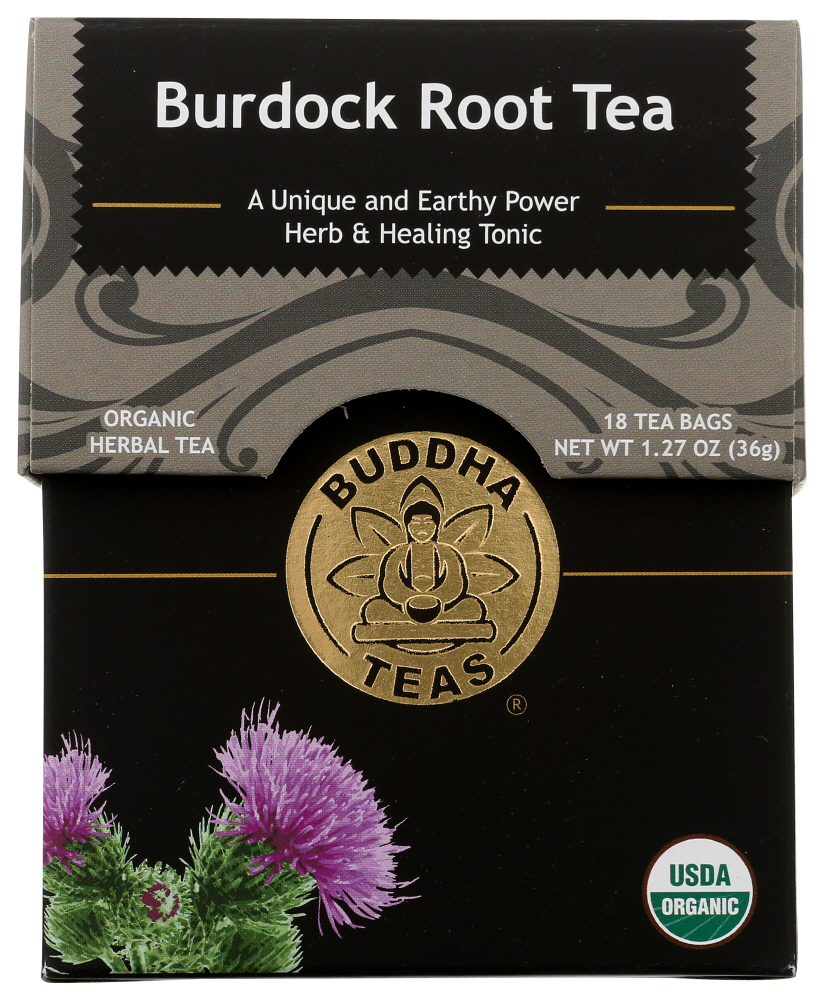 Burdock Root Tea
A Unique and Earthy Power
Herb & Healing Tonic
ORGANIC
HERBAL TEA
18 TEA BAGS
NET WT 1.27 OZ (36g)
BUDDHA
TEAS
®
USDA
ORGANIC